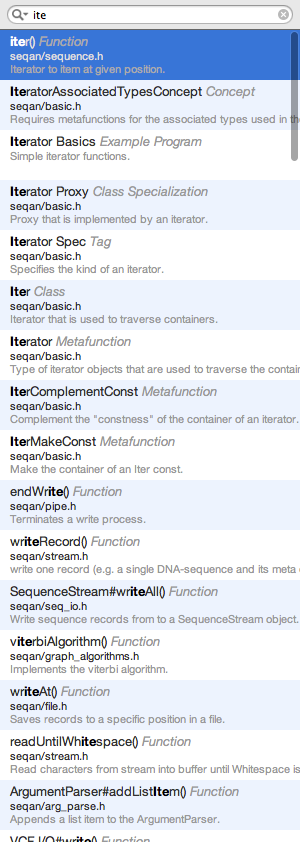 ite
iter() Function
seqan/sequence.h
Iterator to item at given position.
IteratorAssociatedTypesConcept Concept
seqan/basic.h
Requires metafunctions for the associated types used in th
Iterator Basics Example Program
Simple iterator functions.
Iterator Proxy Class Specialization
seqan/basic.h
Proxy that is implemented by an iterator.
Iterator Spec Tag
seqan/basic.h
Specifies the kind of an iterator.
Iter Class
seqan/basic.h
Iterator that is used to traverse containers.
Iterator Metafunction
seqan/basic.h
Type of iterator objects that are used to traverse the contain
IterComplementConst Metafunction
seqan/basic.h
Complement the "constness" of the container of an iterator.
IterMakeConst Metafunction
seqan/basic.h
Make the container of an Iter const.
endWrite() Function
seqan/pipe.h
Terminates a write process.
writeRecord() Function
seqan/stream.h
write one record (e.g. a single DNA-sequence and its meta
SequenceStream#writeAll() Function
seqan/seq_io.h
Write sequence records from to a SequenceStream object.
viterbiAlgorithm() Function
seqan/graph_algorithms.h
Implements the viterbi algorithm.
writeAt() Function
seqan/file.h
Saves records to a specific position in a file.
readUntilWhitespace() Function
seqan/stream.h
Read characters from stream into buffer until Whitespace is
ArgumentParser#addListItem() Function
seqan/arg_parse.h
Appends a list item to the ArgumentParser.
VCF I/O#write() Function